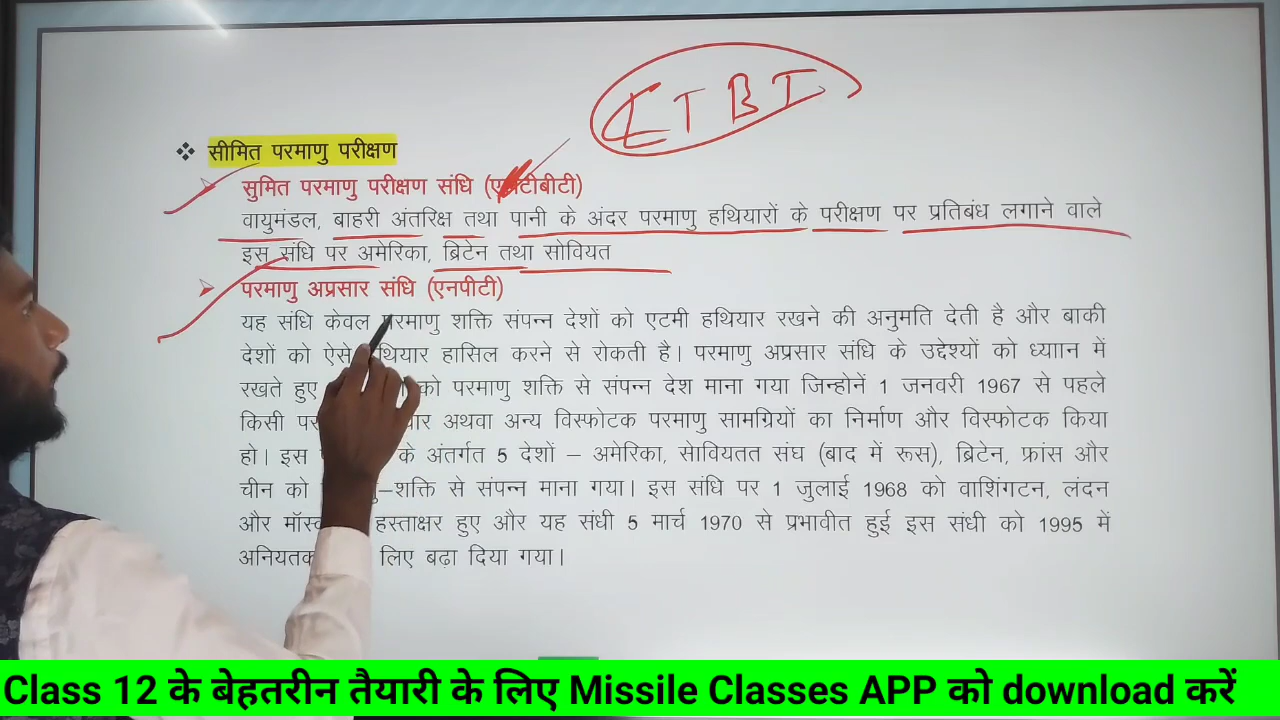 LTBT
❖ सीमित परमाणु परीक्षण
सुमित परमाणु परीक्षण संधि (ए टीबीटी)
वायुमंडल, बाहरी अंतरिक्ष तथा पानी के अंदर परमाणु हथियारों के परीक्षण पर प्रतिबंध लगाने वाले
इस संधि पर अमेरिका, ब्रिटेन तथा सोवियत
परमाणु अप्रसार संधि (एनपीटी)
यह संधि केवल परमाणु शक्ति संपन्न देशों को एटमी हथियार रखने की अनुमति देती है और बाकी
देशों को ऐसे थियार हासिल करने से रोकती है। परमाणु अप्रसार संधि के उद्देश्यों को ध्याान में
रखते हुए को परमाणु शक्ति से संपन्न देश माना गया जिन्होनें 1 जनवरी 1967 से पहले
किसी अथवा अन्य विस्फोटक परमाणु सामग्रियों का निर्माण और विस्फोटक किया
हो। इस के अंतर्गत 5 देशों – अमेरिका, सेावियतत संघ (बाद में रूस), ब्रिटेन, फ्रांस और
चीन को –शक्ति से संपन्न माना गया। इस संधि पर 1 जुलाई 1968 को वाशिंगटन, लंदन
और हस्ताक्षर हुए और यह संधी 5 मार्च 1970 से प्रभावीत हुई इस संधी को 1995 में
लिए बढ़ा दिया गया।
Class 12 के बेहतरीन तैयारी के लिए Missile Classes APP को download करें